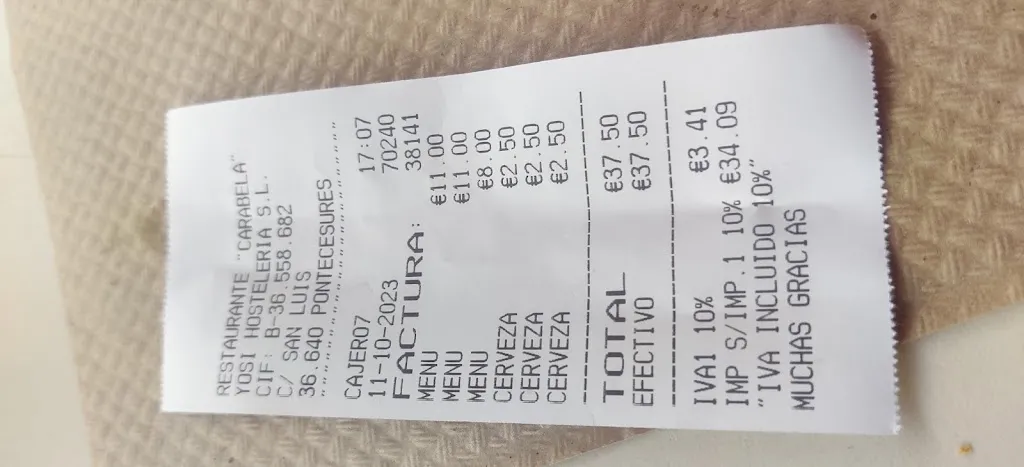 RESTAURANTE "CARABELA"
YOSI HOSTELERIA S.L.
CIF: B-36.558.682
C/ SAN LUIS
36.640 PONTECESURES
""""""""""""""""""""""""
CAJERO7 17:07
11-10-2023 70240
FACTURA: 38141
MENU €11.00
MENU €11.00
MENU €8.00
CERVEZA €2.50
CERVEZA €2.50
CERVEZA €2.50
------------------------
TOTAL €37.50
EFECTIVO €37.50
------------------------
IVA1 10% €3.41
IMP S/IMP.1 10% €34.09
"IVA INCLUIDO 10%"
MUCHAS GRACIAS